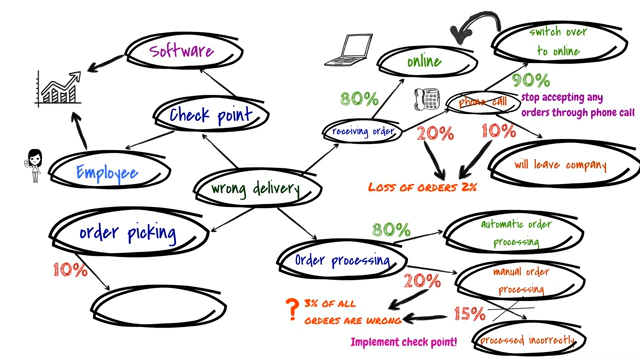 Software
Check point
Employee
wrong delivery
order picking
10%
receiving order
80%
online
switch over
to online
90%
phone call
stop accepting any
orders through phone call
20%
10%
will leave company
Loss of orders 2%
Order processing
80%
automatic order
processing
20%
manual order
processing
? 3% of all
orders are wrong
15%
Implement check point!
processed incorrectly